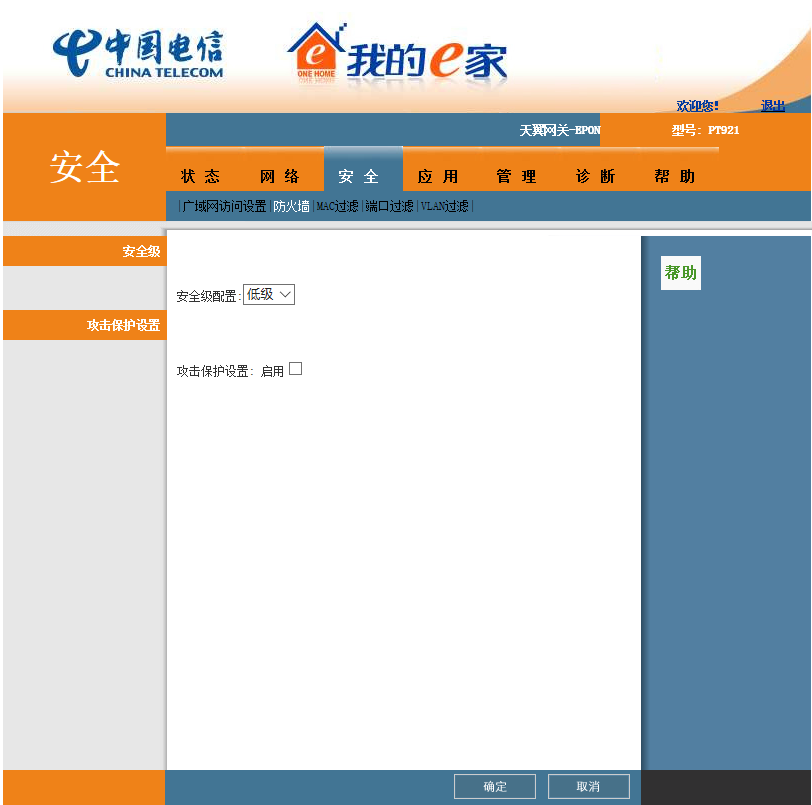 中国电信
CHINA TELECOM
ONE HOME
我的e家
欢迎您! 退出
天翼网关-EPON 型号: PT921
安全
状态 网络 安全 应用 管理 诊断 帮助
|广域网访问设置|防火墙|MAC过滤|端口过滤|VLAN过滤|
安全级
帮助
安全级配置: 低级
攻击保护设置
攻击保护设置: 启用
确定 取消